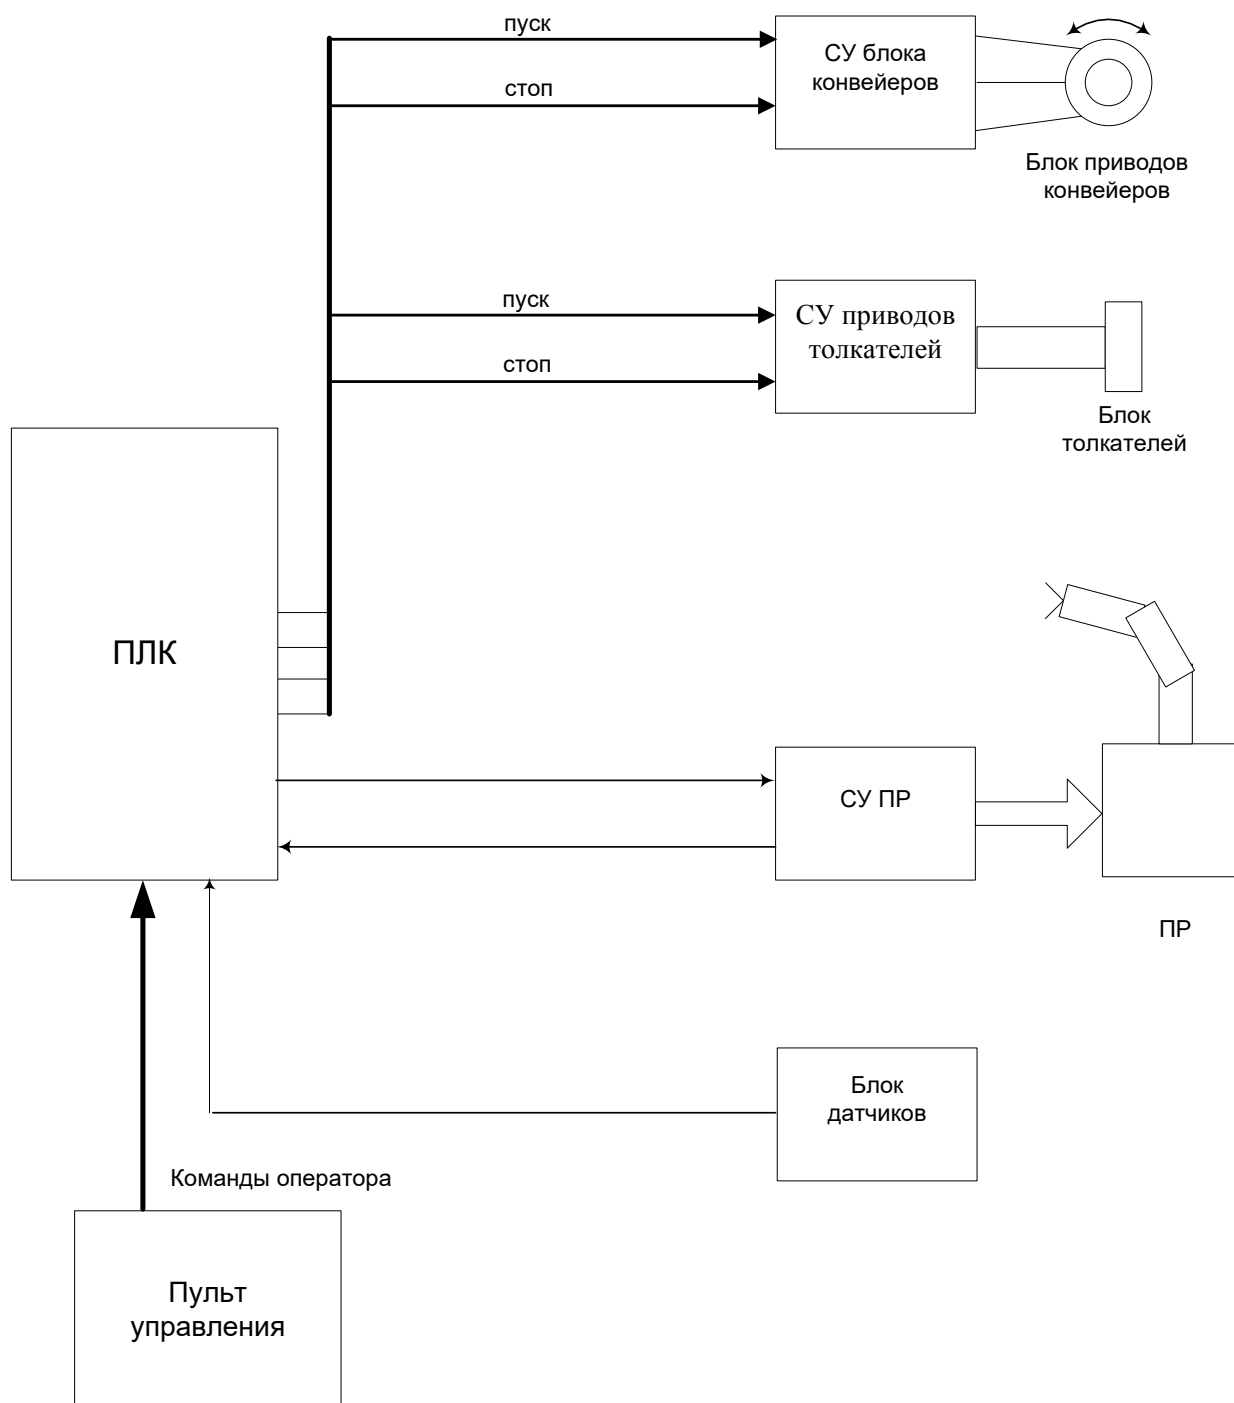 пуск
СУ блока
конвейеров
стоп
Блок приводов
конвейеров
пуск
СУ приводов
толкателей
стоп
Блок
толкателей
ПЛК
СУ ПР
ПР
Блок
датчиков
Команды оператора
Пульт
управления